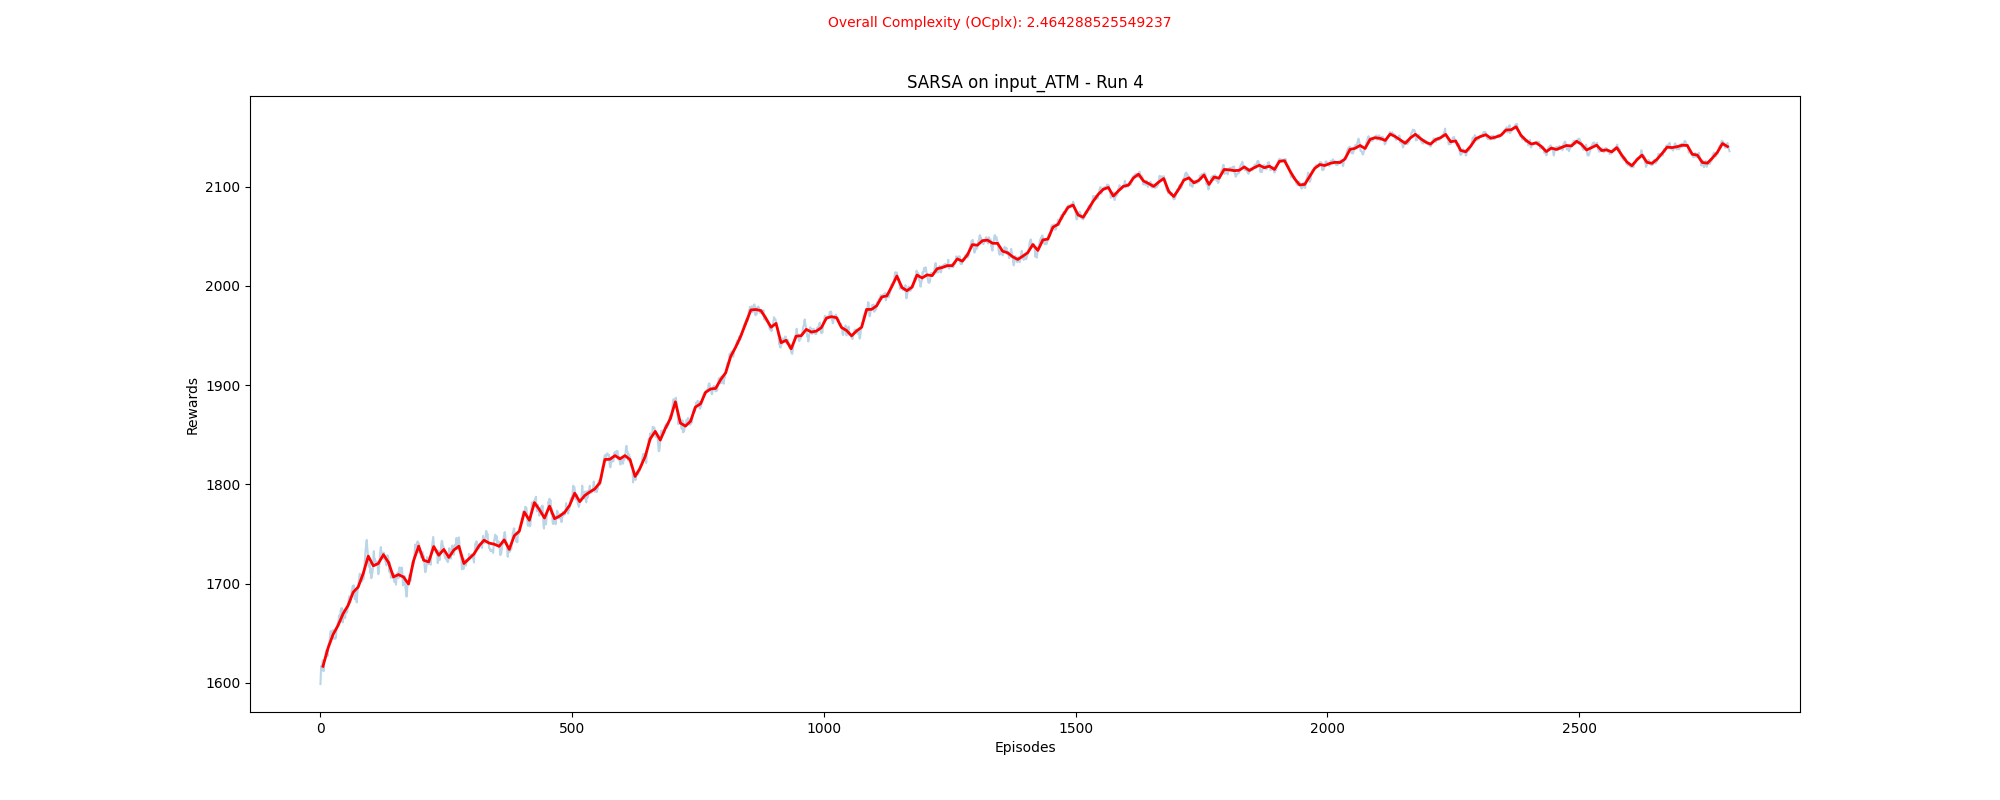 Overall Complexity (OCplx): 2.464288525549237
SARSA on input_ATM - Run 4
Rewards
2100
2000
1900
1800
1700
1600
0 500 1000 1500 2000 2500
Episodes